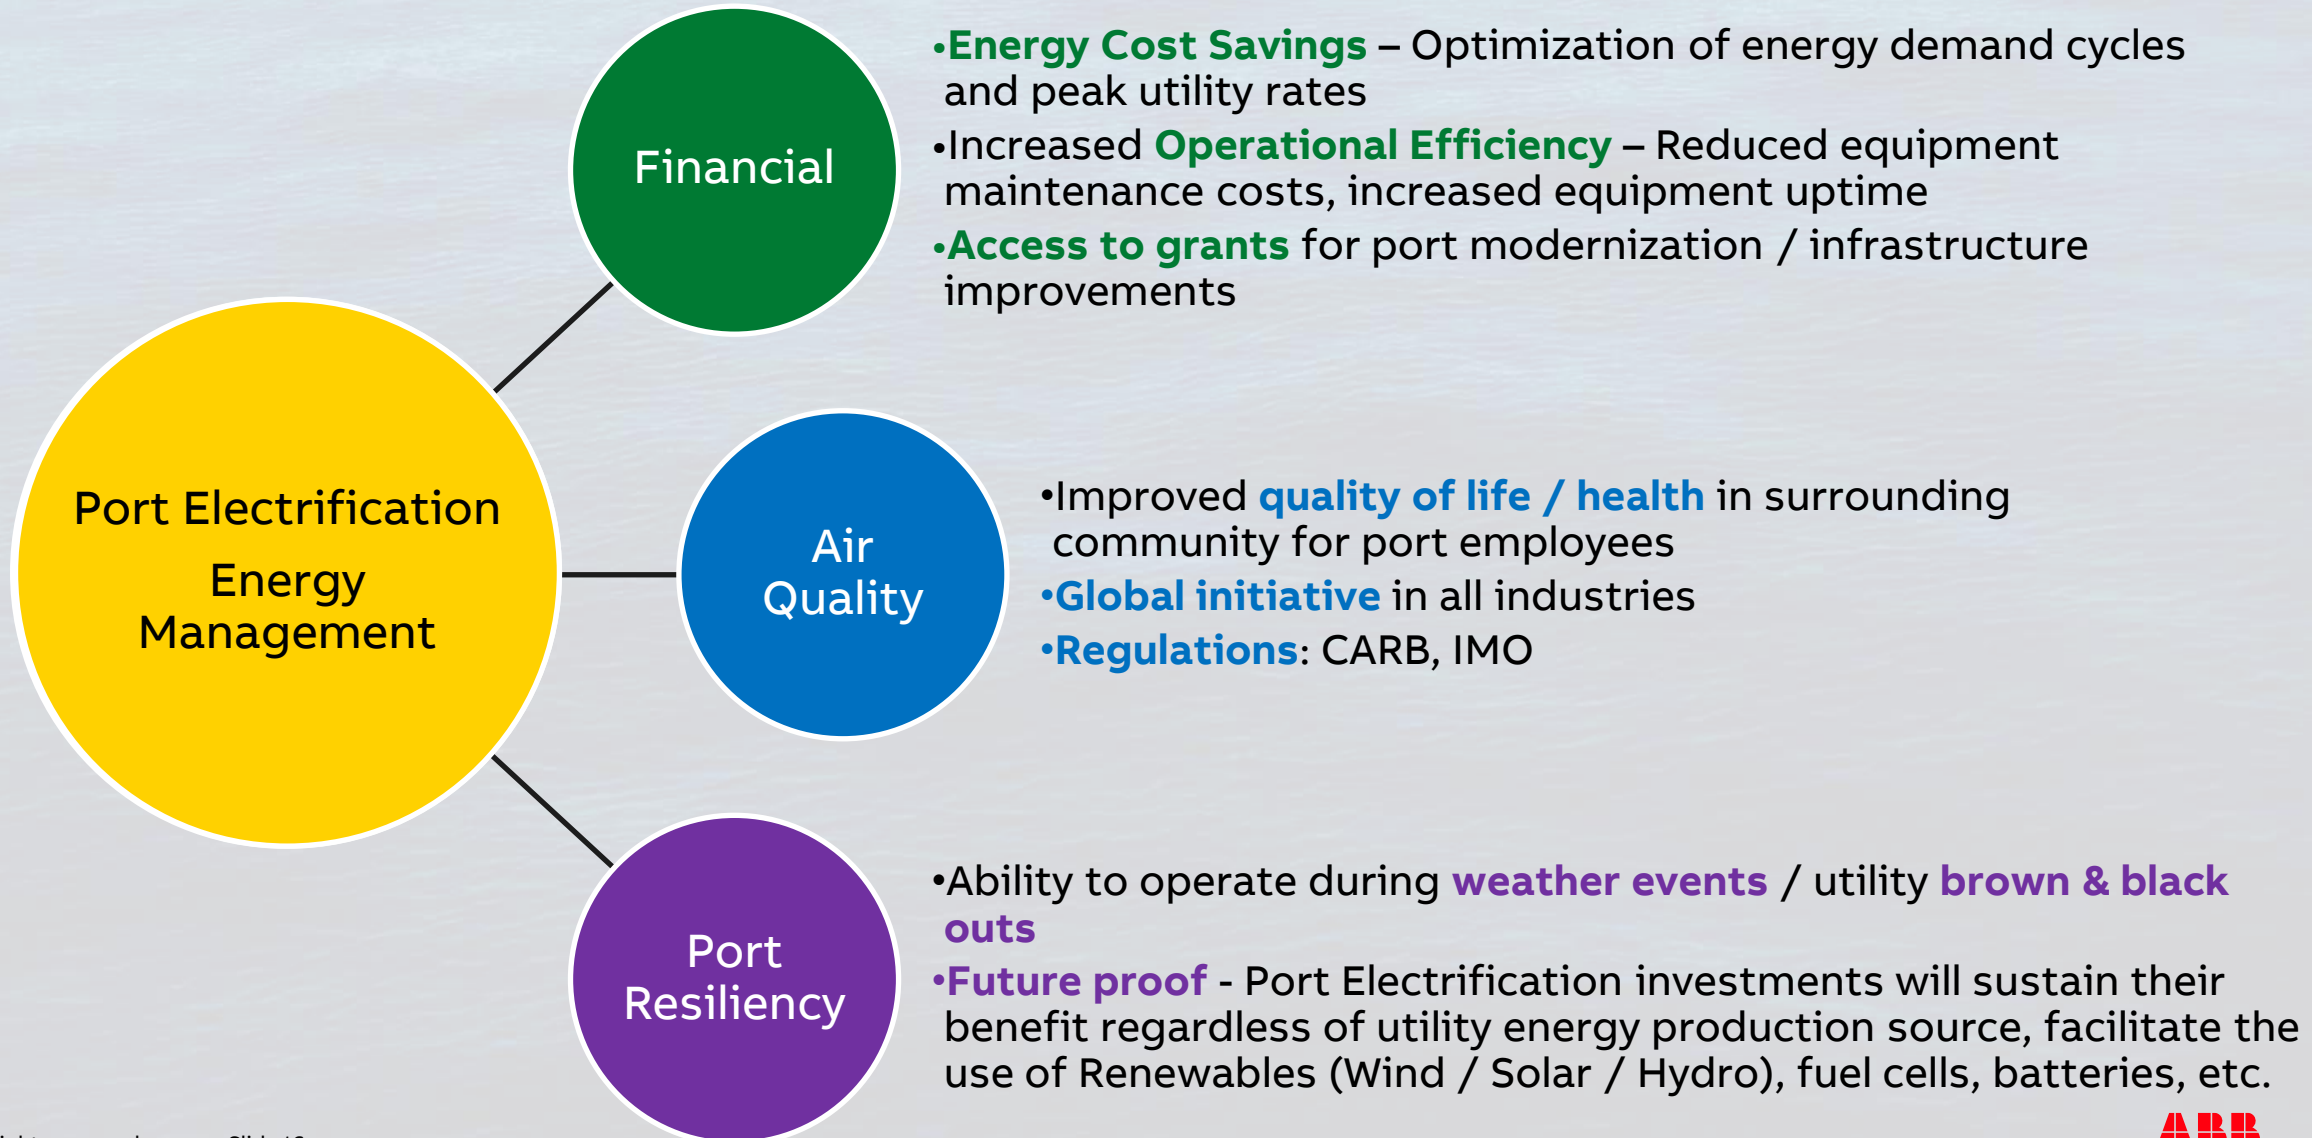 Financial
•Energy Cost Savings – Optimization of energy demand cycles
and peak utility rates
•Increased Operational Efficiency – Reduced equipment
maintenance costs, increased equipment uptime
•Access to grants for port modernization / infrastructure
improvements
Port Electrification
Energy
Management
Air
Quality
•Improved quality of life / health in surrounding
community for port employees
•Global initiative in all industries
•Regulations: CARB, IMO
Port
Resiliency
•Ability to operate during weather events / utility brown & black
outs
•Future proof - Port Electrification investments will sustain their
benefit regardless of utility energy production source, facilitate the
use of Renewables (Wind / Solar / Hydro), fuel cells, batteries, etc.
ABB